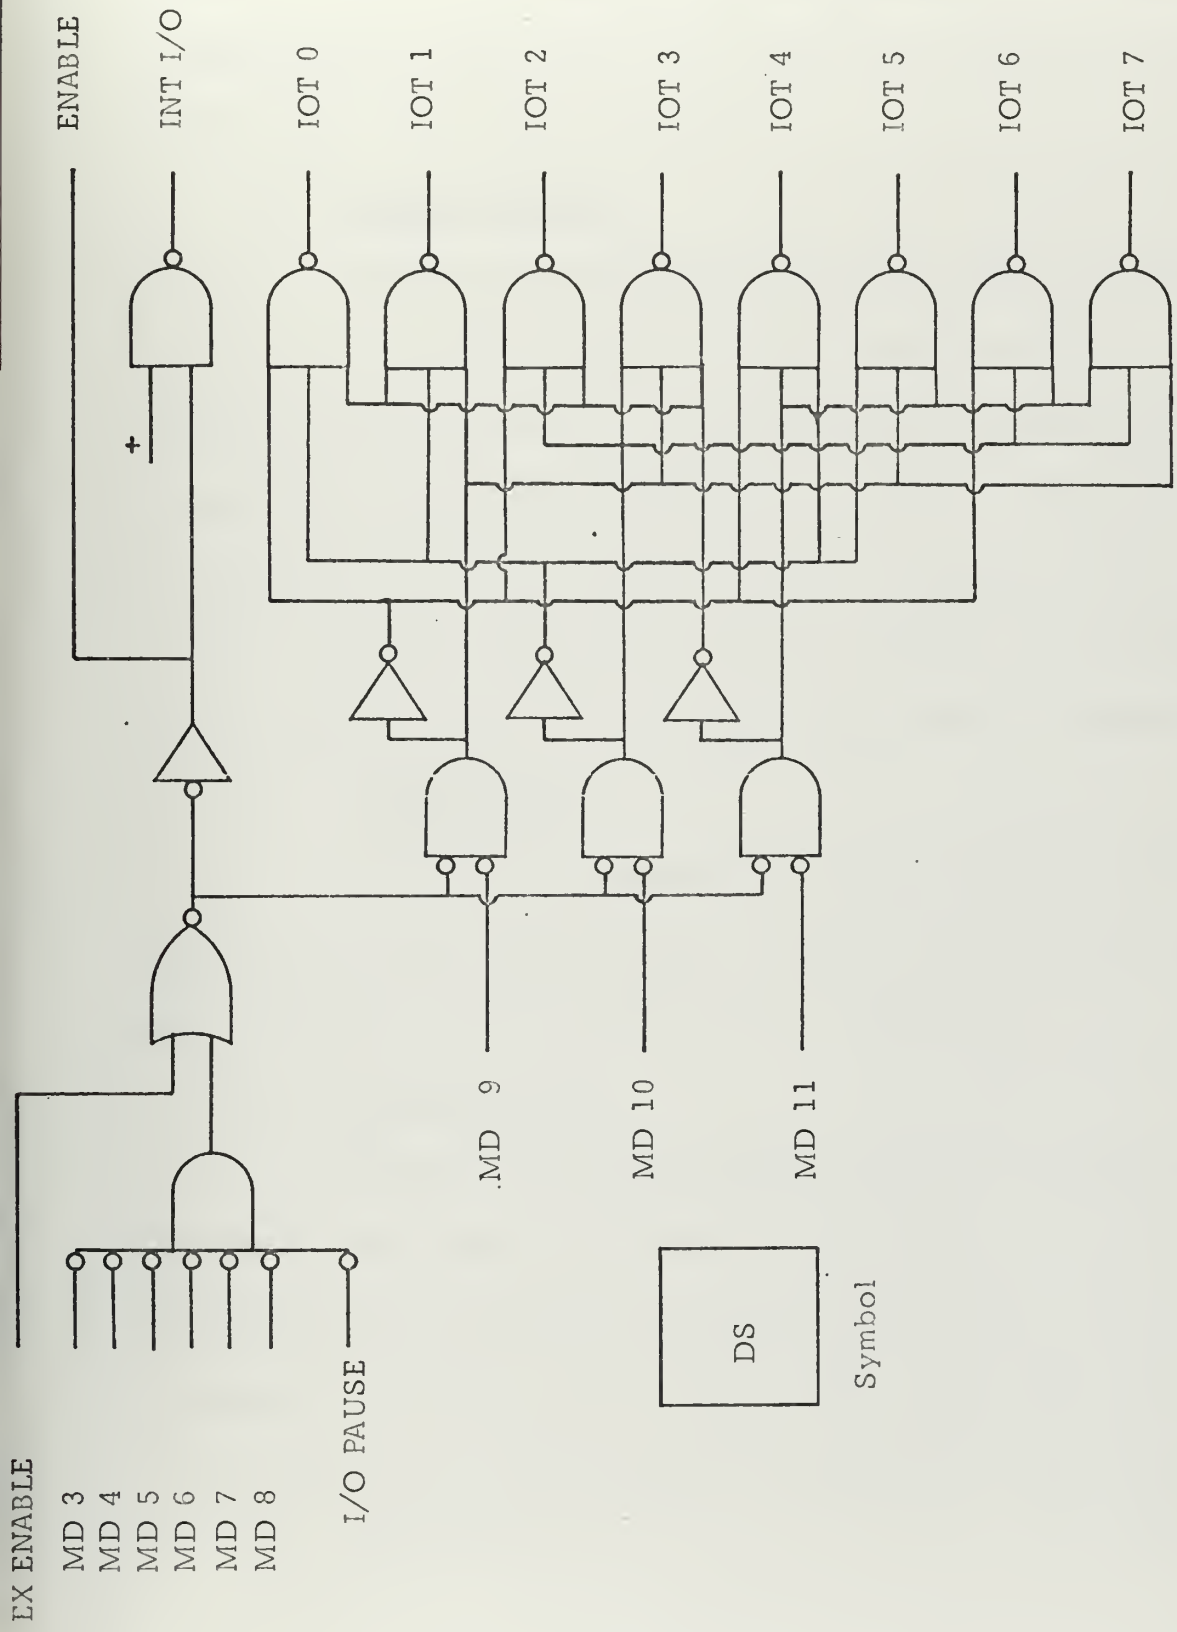 EX ENABLE
MD 3
MD 4
MD 5
MD 6
MD 7
MD 8
I/O PAUSE
.MD 9
MD 10
MD 11
+
ENABLE
INT I/O
IOT 0
IOT 1
IOT 2
IOT 3
IOT 4
IOT 5
IOT 6
IOT 7
DS
Symbol